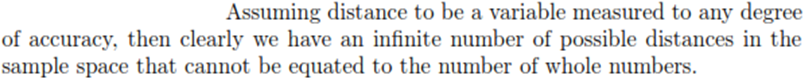 Assuming distance to be a variable measured to any degree
of accuracy, then clearly we have an infinite number of possible distances in the
sample space that cannot be equated to the number of whole numbers.